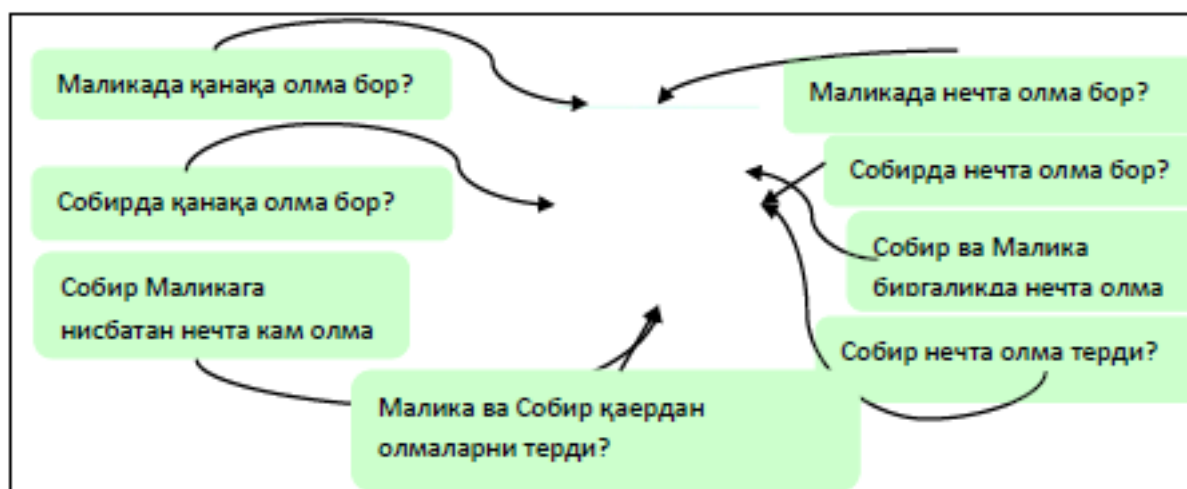 Маликада қанақа олма бор?
Маликада нечта олма бор?
Собирда қанақа олма бор?
Собирда нечта олма бор?
Собир Маликага
нисбатан нечта кам олма
Собир ва Малика
биргаликда нечта олма
Собир нечта олма терди?
Малика ва Собир қаердан
олмаларни терди?